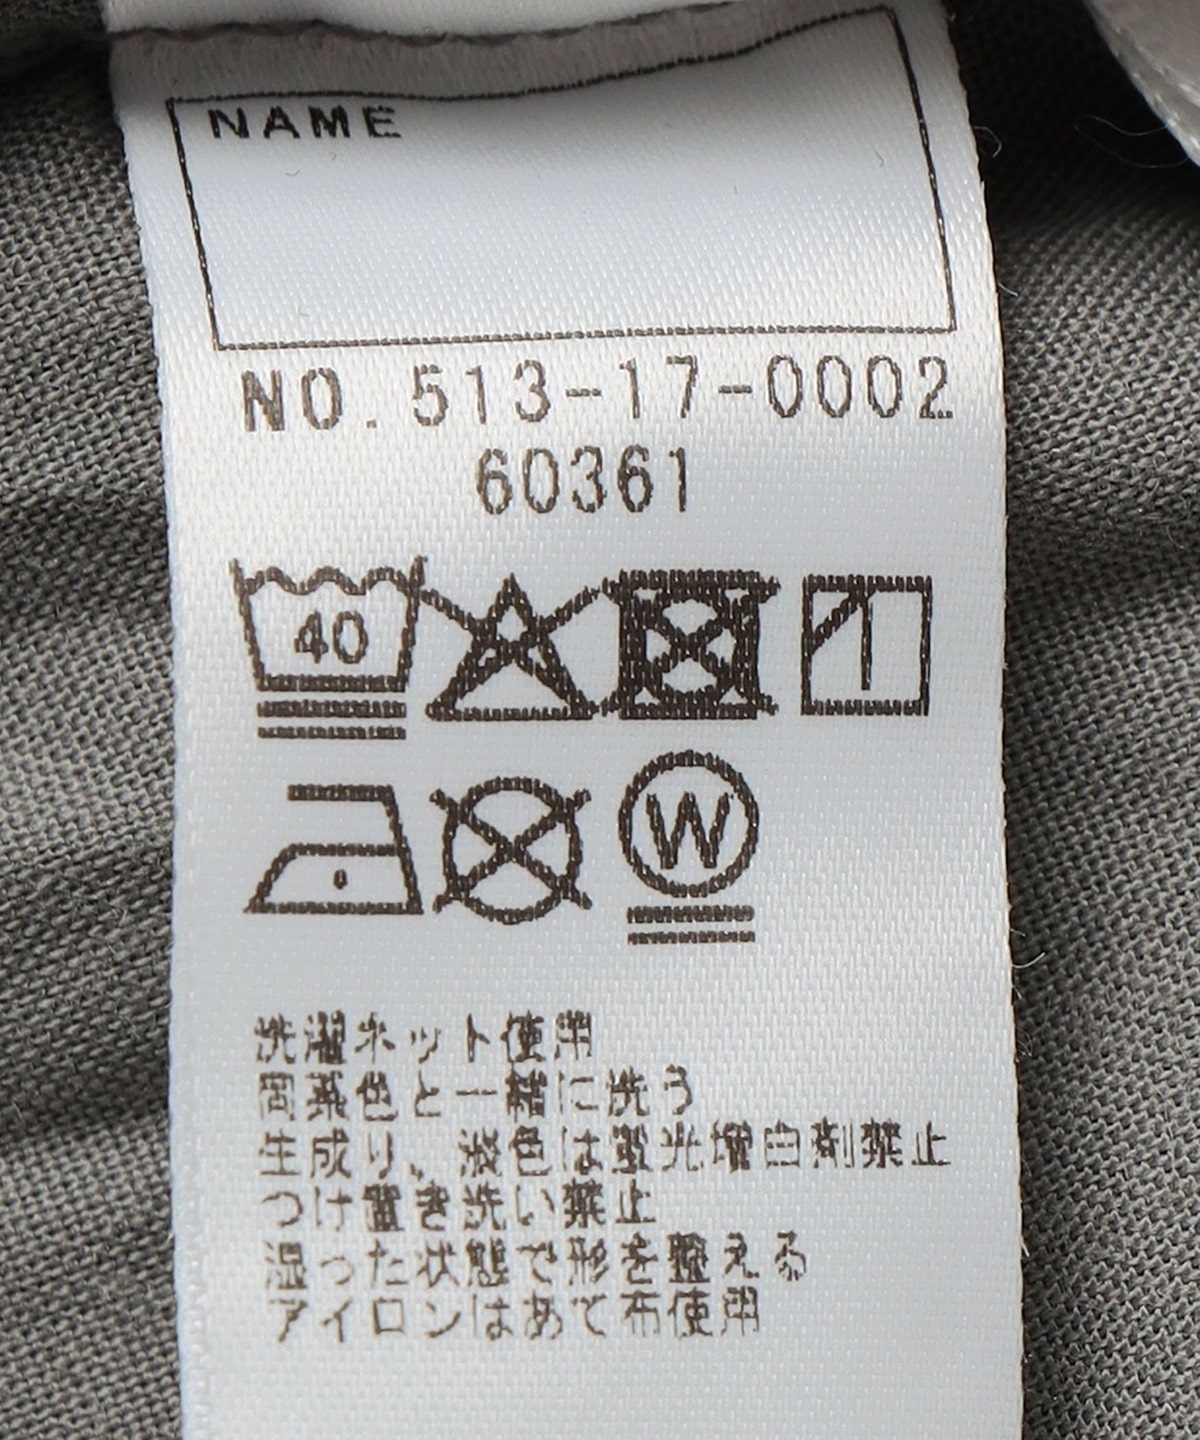 NAME
NO.513-17-0002
60361
40
W
洗濯ネット使用
同系色と一緒に洗う
生成り、淡色は蛍光増白剤禁止
つけ置き洗い禁止
湿った状態で形を整える
アイロンはあて布使用